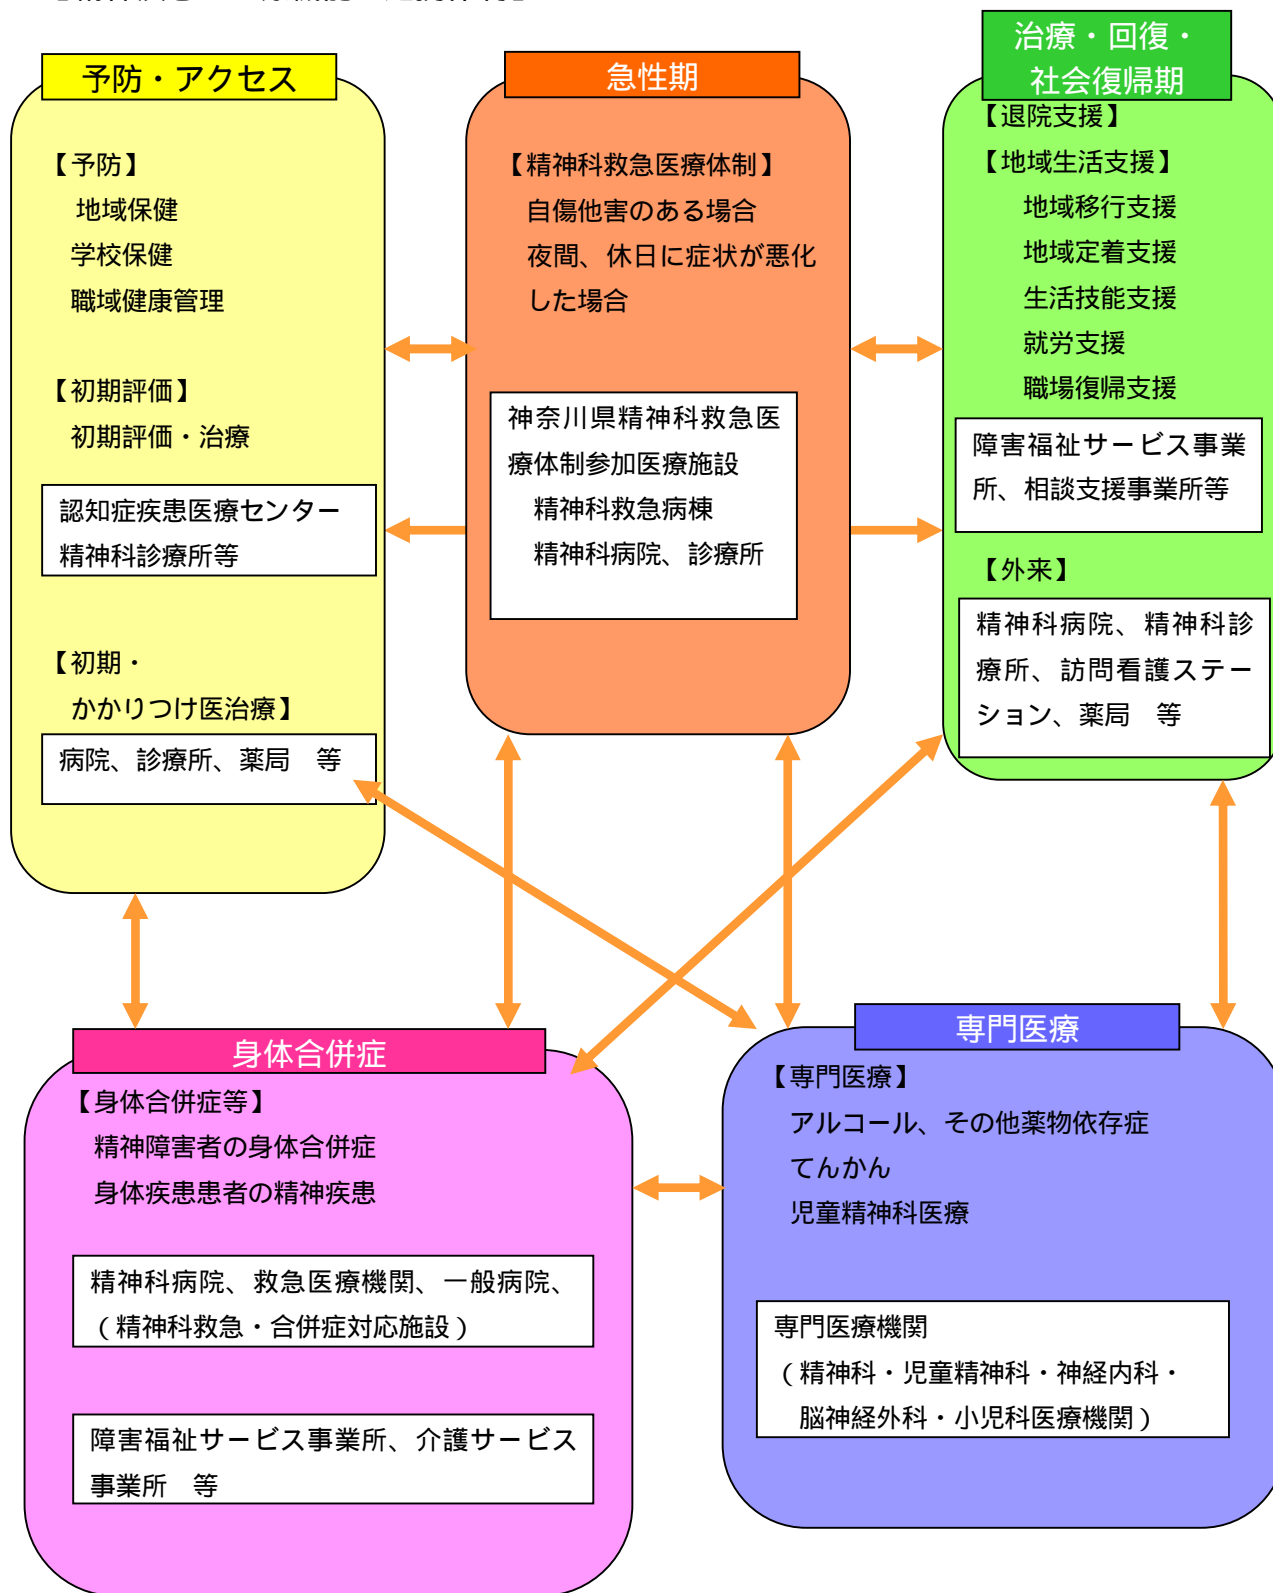 予防・アクセス
【予防】
地域保健
学校保健
職域健康管理
【初期評価】
初期評価・治療
認知症疾患医療センター
精神科診療所等
【初期・
かかりつけ医治療】
病院、診療所、薬局　等
急性期
【精神科救急医療体制】
自傷他害のある場合
夜間、休日に症状が悪化
した場合
神奈川県精神科救急医
療体制参加医療施設
精神科救急病棟
精神科病院、診療所
治療・回復・
社会復帰期
【退院支援】
【地域生活支援】
地域移行支援
地域定着支援
生活技能支援
就労支援
職場復帰支援
障害福祉サービス事業
所、相談支援事業所等
【外来】
精神科病院、精神科診
療所、訪問看護ステー
ション、薬局　等
身体合併症
【身体合併症等】
精神障害者の身体合併症
身体疾患患者の精神疾患
精神科病院、救急医療機関、一般病院、
（精神科救急・合併症対応施設）
障害福祉サービス事業所、介護サービス
事業所　等
専門医療
【専門医療】
アルコール、その他薬物依存症
てんかん
児童精神科医療
専門医療機関
（精神科・児童精神科・神経内科・
脳神経外科・小児科医療機関）